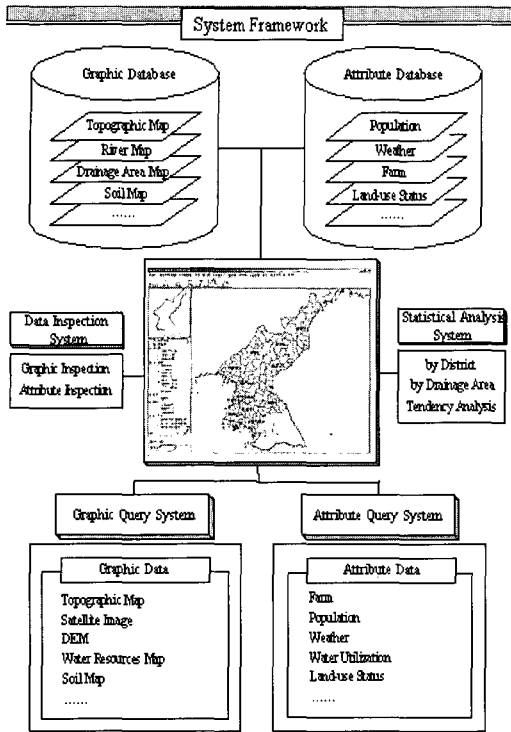 System Framework
Graphic Database
Topographic Map
River Map
Drainage Area Map
Soil Map
......
Attribute Database
Population
Weather
Farm
Land-use Status
......
Data Inspection
System
Graphic Inspection
Attribute Inspection
Statistical Analysis
System
by District
by Drainage Area
Tendency Analysis
Graphic Query System
Graphic Data
Topographic Map
Satellite Image
DEM
Water Resources Map
Soil Map
......
Attribute Query System
Attribute Data
Farm
Population
Weather
Water Utilization
Land-use Status
......